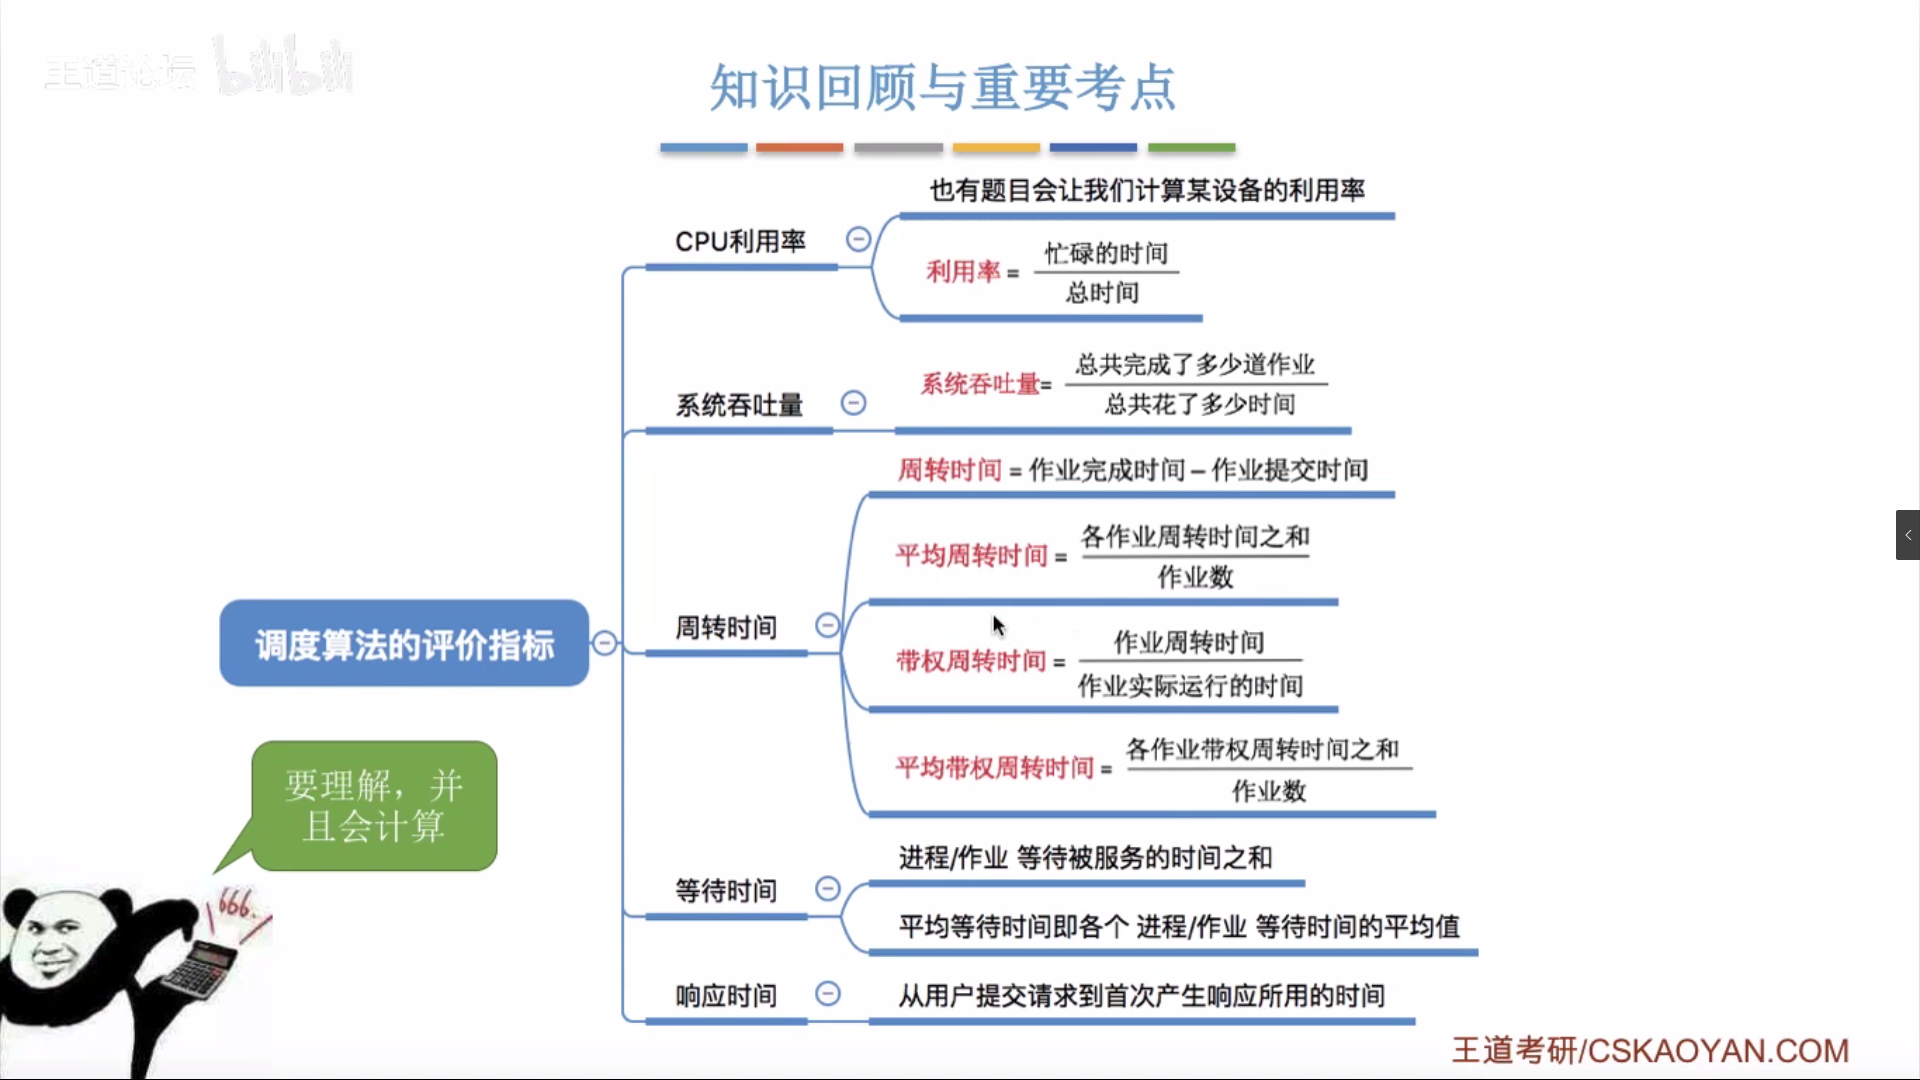 王道论坛 bilibili
知识回顾与重要考点
也有题目会让我们计算某设备的利用率
CPU利用率
利用率 = 忙碌的时间
总时间
系统吞吐量
系统吞吐量= 总共完成了多少道作业
总共花了多少时间
周转时间 = 作业完成时间 – 作业提交时间
平均周转时间 = 各作业周转时间之和
作业数
周转时间
带权周转时间 = 作业周转时间
作业实际运行的时间
平均带权周转时间 = 各作业带权周转时间之和
作业数
调度算法的评价指标
要理解，并
且会计算
666.
进程/作业 等待被服务的时间之和
等待时间
平均等待时间即各个 进程/作业 等待时间的平均值
响应时间
从用户提交请求到首次产生响应所用的时间
王道考研/CSKAOYAN.COM